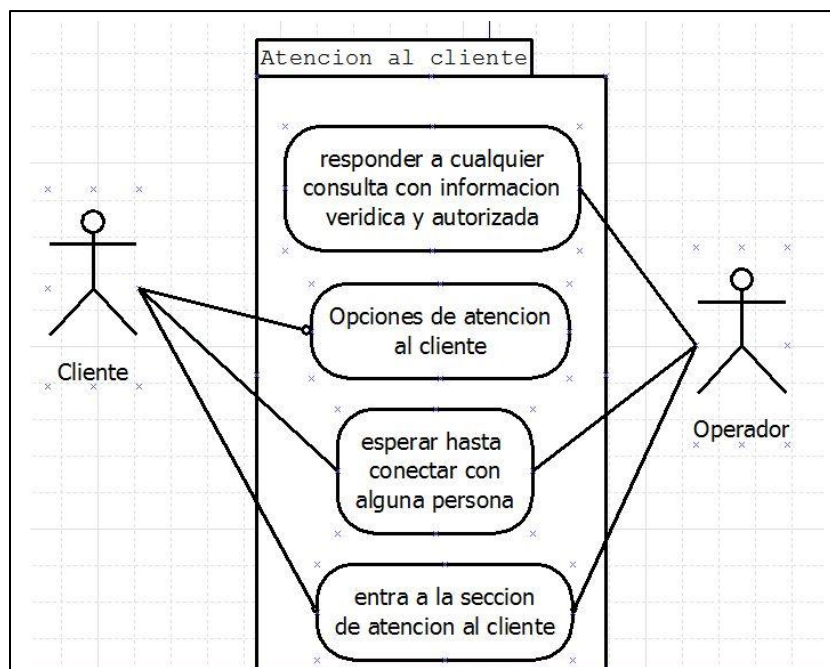 Atencion al cliente
responder a cualquier
consulta con informacion
veridica y autorizada
Opciones de atencion
al cliente
Cliente
esperar hasta
conectar con
alguna persona
Operador
entra a la seccion
de atencion al cliente